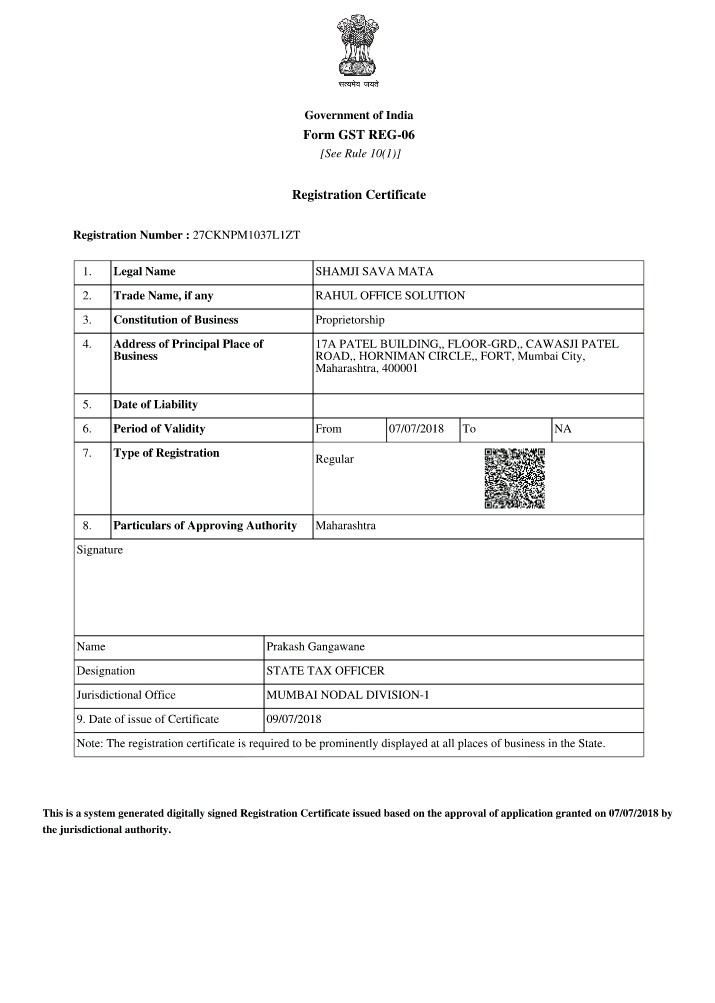 सत्यमेव जयते
Government of India
Form GST REG-06
[See Rule 10(1)]
Registration Certificate
Registration Number : 27CKNPM1037L1ZT
1. Legal Name SHAMJI SAVA MATA
2. Trade Name, if any RAHUL OFFICE SOLUTION
3. Constitution of Business Proprietorship
4. Address of Principal Place of Business 17A PATEL BUILDING,, FLOOR-GRD,, CAWASJI PATEL
ROAD,, HORNIMAN CIRCLE,, FORT, Mumbai City,
Maharashtra, 400001
5. Date of Liability
6. Period of Validity From 07/07/2018 To NA
7. Type of Registration Regular
8. Particulars of Approving Authority Maharashtra
Signature
Name Prakash Gangawane
Designation STATE TAX OFFICER
Jurisdictional Office MUMBAI NODAL DIVISION-1
9. Date of issue of Certificate 09/07/2018
Note: The registration certificate is required to be prominently displayed at all places of business in the State.
This is a system generated digitally signed Registration Certificate issued based on the approval of application granted on 07/07/2018 by
the jurisdictional authority.